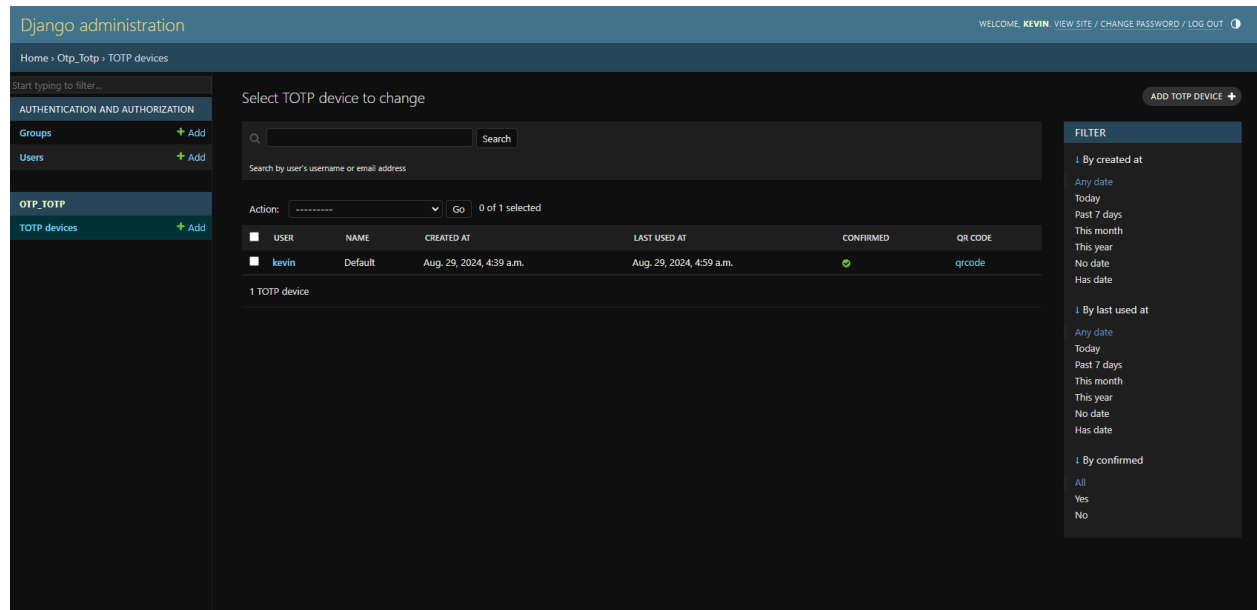 Django administration
WELCOME, KEVIN. VIEW SITE / CHANGE PASSWORD / LOG OUT
Home › Otp_Totp › TOTP devices
Start typing to filter...
AUTHENTICATION AND AUTHORIZATION
Groups + Add
Users + Add
OTP_TOTP
TOTP devices + Add
Select TOTP device to change
ADD TOTP DEVICE +
Search
Search by user's username or email address
Action: --------- Go 0 of 1 selected
USER NAME CREATED AT LAST USED AT CONFIRMED QR CODE
kevin Default Aug. 29, 2024, 4:39 a.m. Aug. 29, 2024, 4:59 a.m. qrcode
1 TOTP device
FILTER
↓ By created at
Any date
Today
Past 7 days
This month
This year
No date
Has date
↓ By last used at
Any date
Today
Past 7 days
This month
This year
No date
Has date
↓ By confirmed
All
Yes
No